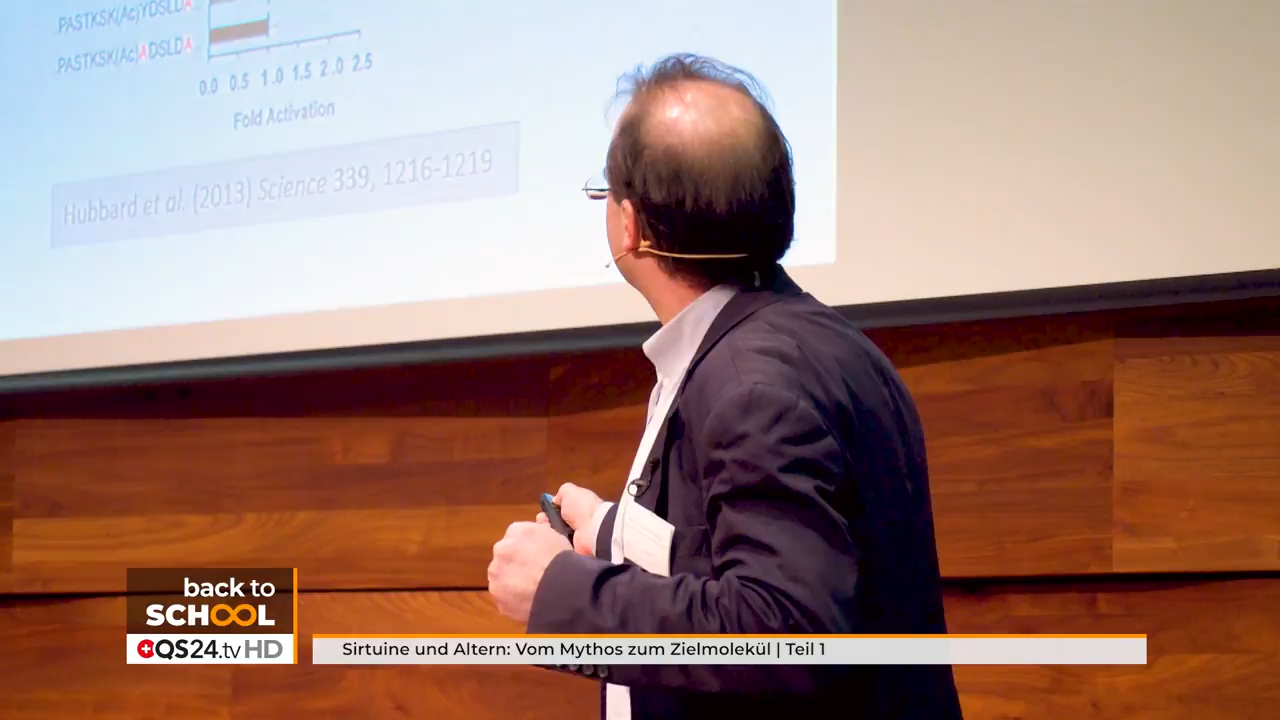 PASTKSK(Ac)YDSLDA
PASTKSK(Ac)ADSLDA
0.0 0.5 1.0 1.5 2.0 2.5
Fold Activation
Hubbard et al. (2013) Science 339, 1216-1219
back to
SCHOOL
QS24.tv HD
Sirtuine und Altern: Vom Mythos zum Zielmolekül | Teil 1